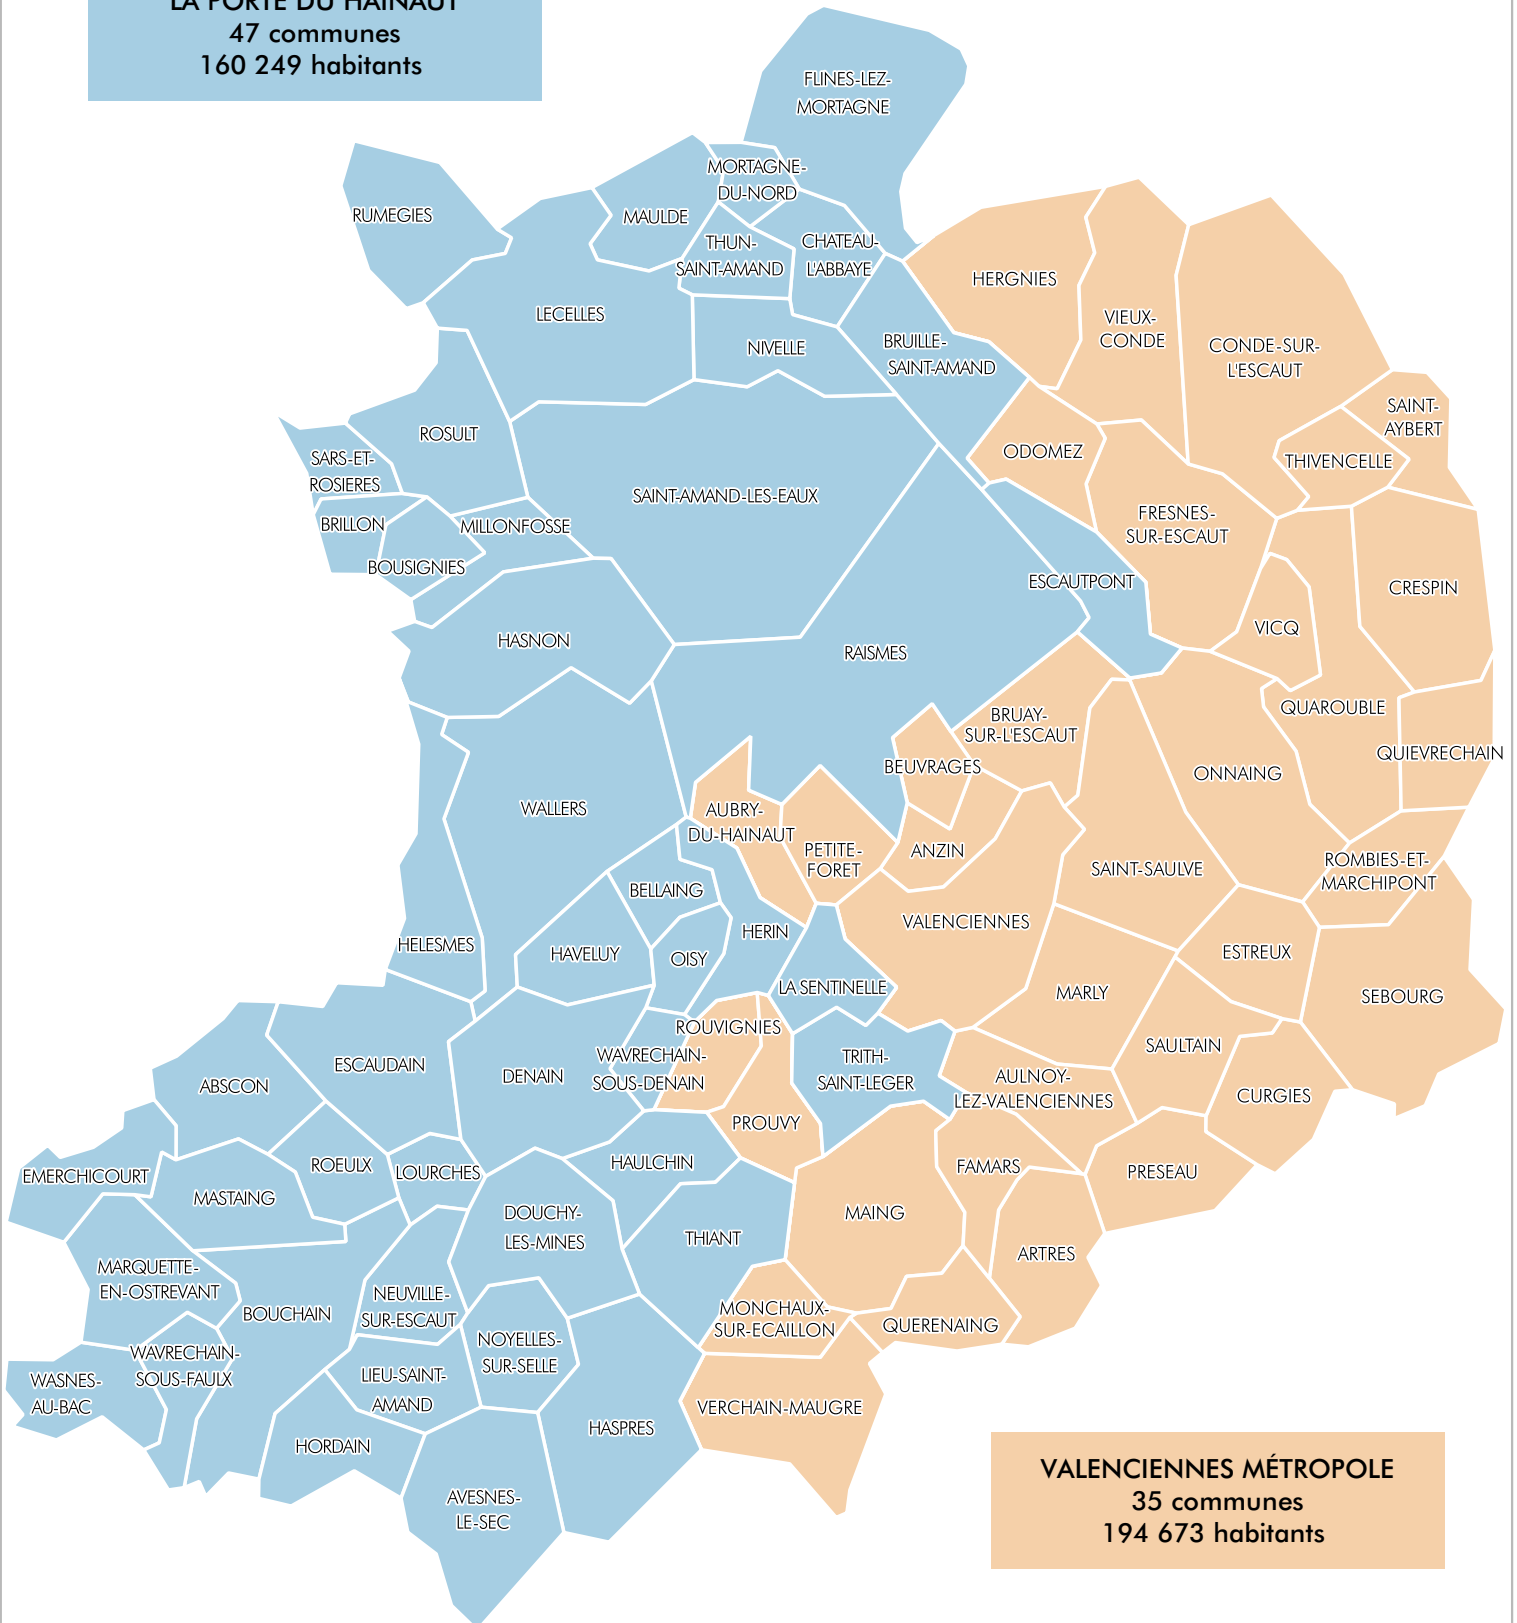 LA PORTE DU HAINAUT
47 communes
160 249 habitants
FLINES-LEZ-
MORTAGNE
MORTAGNE-
DU-NORD
RUMEGIES
MAULDE
THUN-
SAINT-AMAND
CHATEAU-
L'ABBAYE
HERGNIES
LECELLES
VIEUX-
CONDE
NIVELLE
BRUILLE-
SAINT-AMAND
CONDE-SUR-
L'ESCAUT
SAINT-
AYBERT
ROSULT
ODOMEZ
THIVENCELLE
SARS-ET-
ROSIERES
SAINT-AMAND-LES-EAUX
BRILLON
MILLONFOSSE
FRESNES-
SUR-ESCAUT
BOUSIGNIES
ESCAUTPONT
CRESPIN
VICQ
HASNON
RAISMES
QUAROUBLE
BRUAY-
SUR-L'ESCAUT
QUIEVRECHAIN
BEUVRAGES
ONNAING
WALLERS
AUBRY-
DU-HAINAUT
PETITE-
FORET
ANZIN
SAINT-SAULVE
ROMBIES-ET-
MARCHIPONT
BELLAING
VALENCIENNES
HERIN
HELESMES
HAVELUY
OISY
ESTREUX
LA SENTINELLE
MARLY
SEBOURG
ROUVIGNIES
SAULTAIN
WAVRECHAIN-
SOUS-DENAIN
TRITH-
SAINT-LEGER
ESCAUDAIN
DENAIN
AULNOY-
LEZ-VALENCIENNES
ABSCON
CURGIES
PROUVY
EMERCHICOURT
ROEULX
LOURCHES
HAULCHIN
FAMARS
PRESEAU
MASTAING
DOUCHY-
LES-MINES
MAING
THIANT
ARTRES
MARQUETTE-
EN-OSTREVANT
NEUVILLE-
SUR-ESCAUT
BOUCHAIN
MONCHAUX-
SUR-ECAILLON
QUERENAING
NOYELLES-
SUR-SELLE
WAVRECHAIN-
SOUS-FAULX
WASNES-
AU-BAC
LIEU-SAINT-
AMAND
VERCHAIN-MAUGRE
HASPRES
HORDAIN
AVESNES-
LE-SEC
VALENCIENNES MÉTROPOLE
35 communes
194 673 habitants